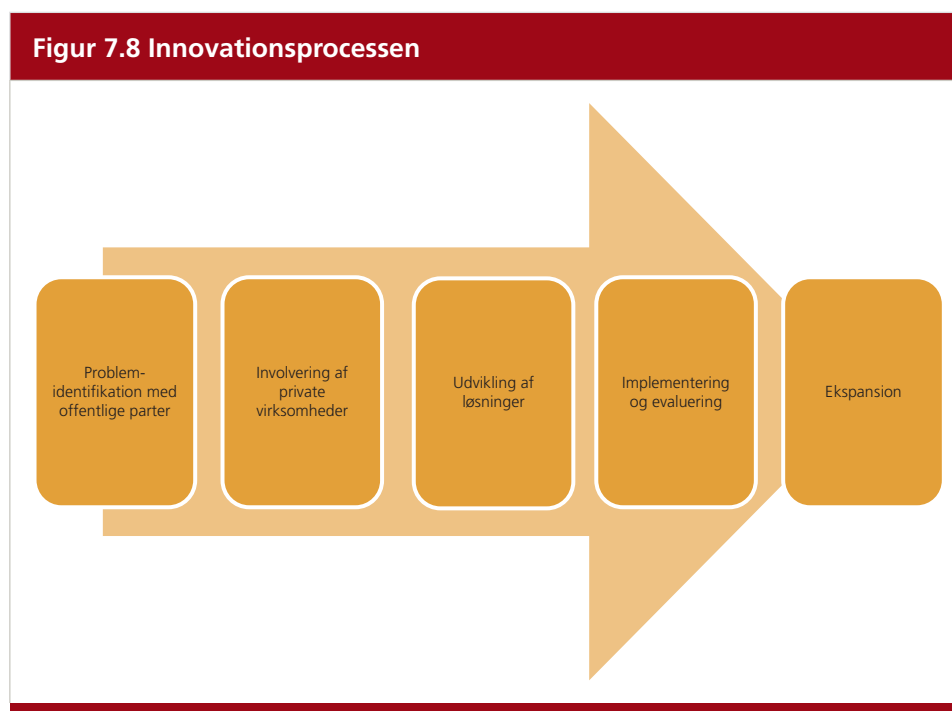 Figur 7.8 Innovationsprocessen
Problem-
identifikation med
offentlige parter
Involvering af
private
virksomheder
Udvikling af
løsninger
Implementering
og evaluering
Ekspansion